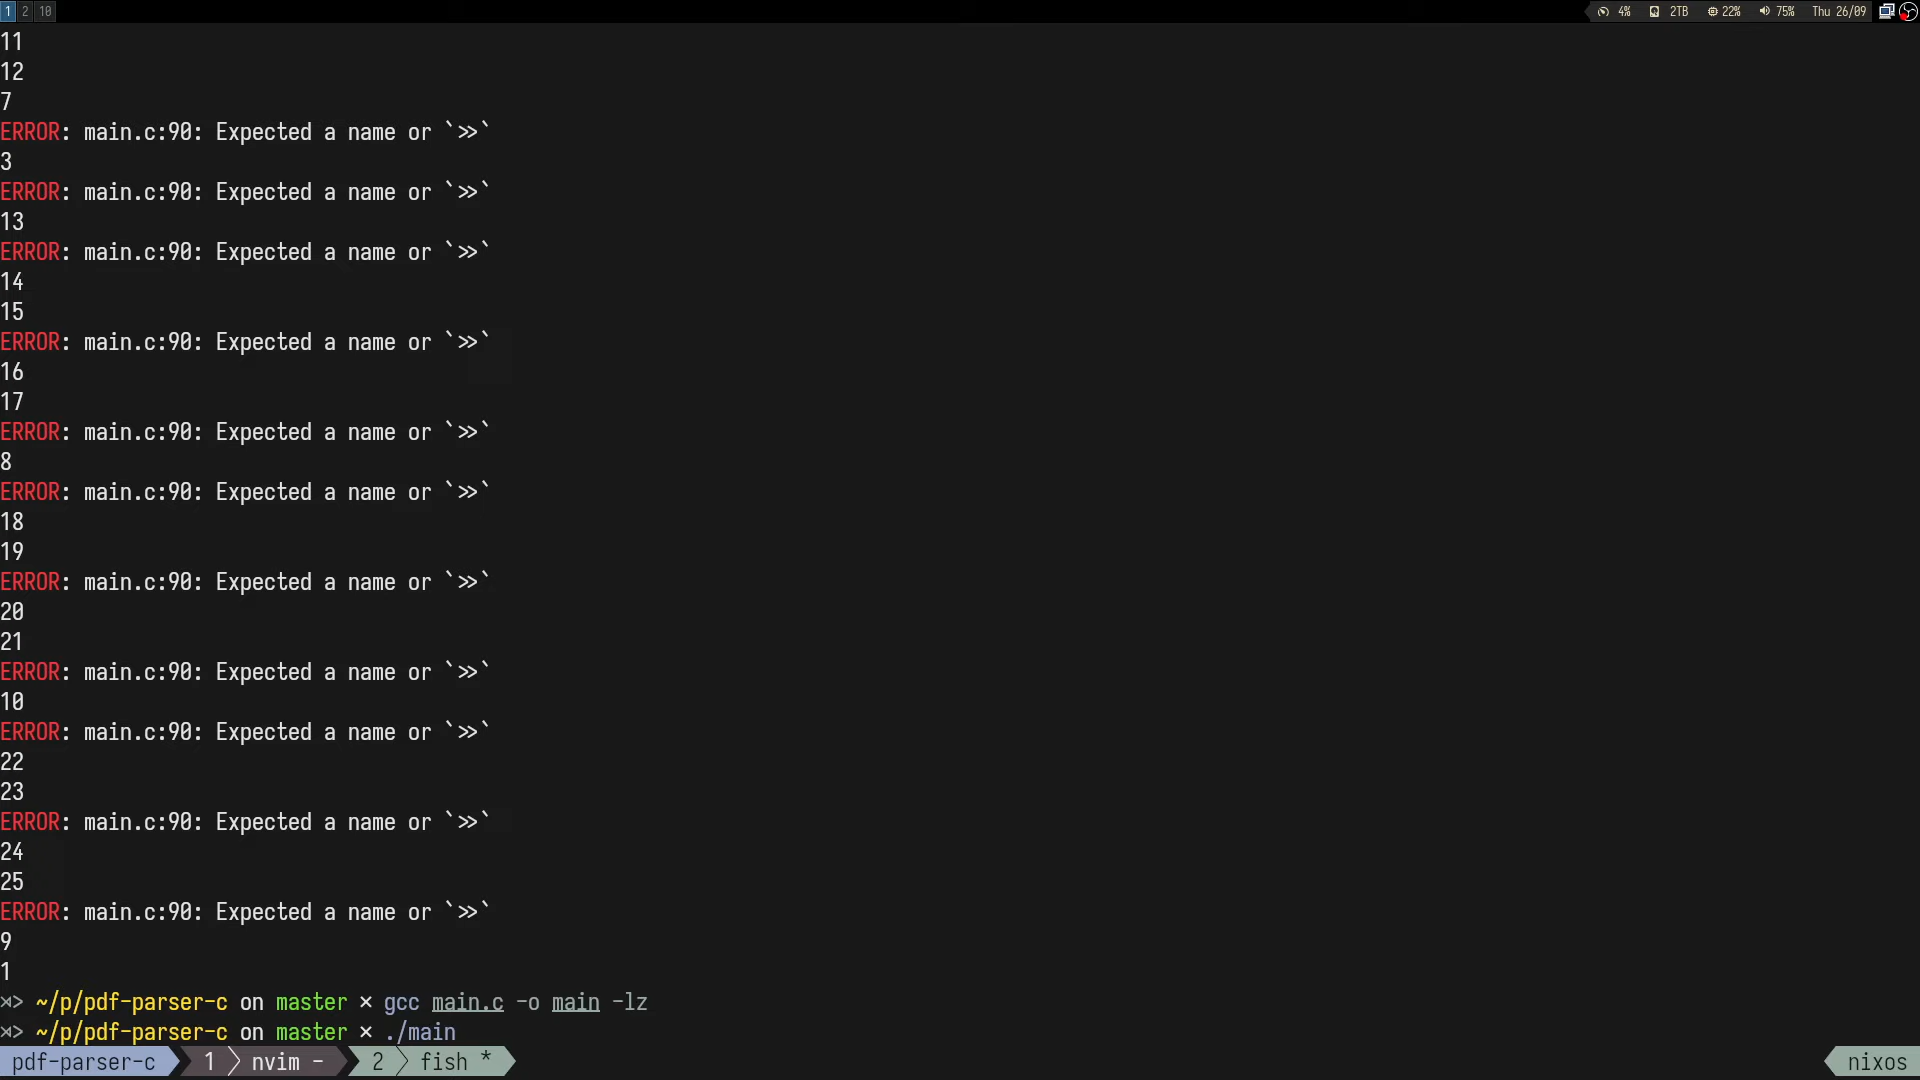 1 2 10 4% 2TB 22% 75% Thu 26/09
11
12
7
ERROR: main.c:90: Expected a name or `>>`
3
ERROR: main.c:90: Expected a name or `>>`
13
ERROR: main.c:90: Expected a name or `>>`
14
15
ERROR: main.c:90: Expected a name or `>>`
16
17
ERROR: main.c:90: Expected a name or `>>`
8
ERROR: main.c:90: Expected a name or `>>`
18
19
ERROR: main.c:90: Expected a name or `>>`
20
21
ERROR: main.c:90: Expected a name or `>>`
10
ERROR: main.c:90: Expected a name or `>>`
22
23
ERROR: main.c:90: Expected a name or `>>`
24
25
ERROR: main.c:90: Expected a name or `>>`
9
1
⋊> ~/p/pdf-parser-c on master ⨯ gcc main.c -o main -lz
⋊> ~/p/pdf-parser-c on master ⨯ ./main
pdf-parser-c 1 nvim - 2 fish * nixos